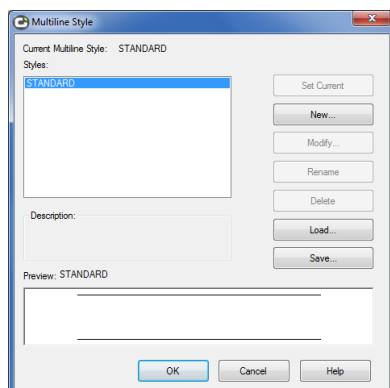 Multiline Style
Current Multiline Style: STANDARD
Styles:
STANDARD
Set Current
New...
Modify...
Rename
Delete
Description:
Load...
Save...
Preview: STANDARD
OK
Cancel
Help